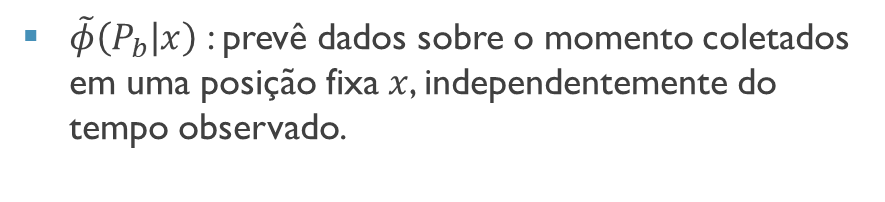 ▪ ϕ̃(P_b|x) : prevê dados sobre o momento coletados
em uma posição fixa x, independentemente do
tempo observado.